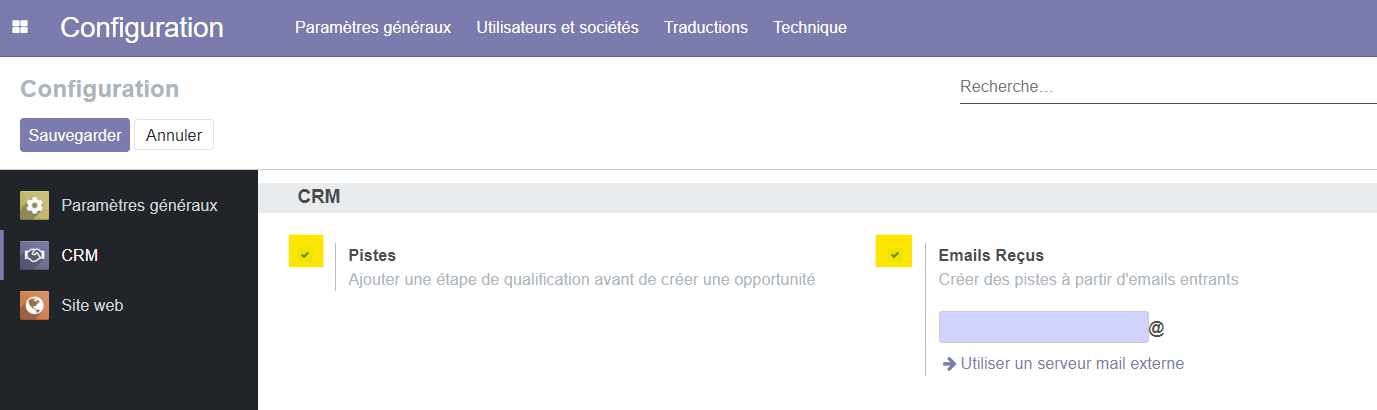 Configuration Paramètres généraux Utilisateurs et sociétés Traductions Technique
Configuration
Recherche…
Sauvegarder Annuler
Paramètres généraux
CRM
Site web
CRM
Pistes
Ajouter une étape de qualification avant de créer une opportunité
Emails Reçus
Créer des pistes à partir d'emails entrants
@
Utiliser un serveur mail externe